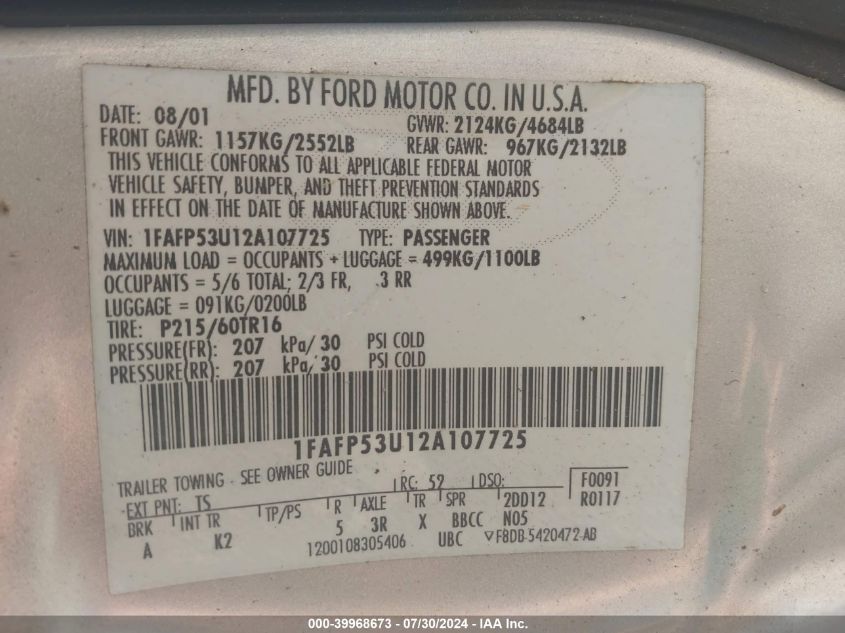 MFD. BY FORD MOTOR CO. IN U.S.A.
DATE: 08/01 GVWR: 2124KG/4684LB
FRONT GAWR: 1157KG/2552LB REAR GAWR: 967KG/2132LB
THIS VEHICLE CONFORMS TO ALL APPLICABLE FEDERAL MOTOR
VEHICLE SAFETY, BUMPER, AND THEFT PREVENTION STANDARDS
IN EFFECT ON THE DATE OF MANUFACTURE SHOWN ABOVE.
VIN: 1FAFP53U12A107725 TYPE: PASSENGER
MAXIMUM LOAD = OCCUPANTS + LUGGAGE = 499KG/1100LB
OCCUPANTS = 5/6 TOTAL; 2/3 FR, 3 RR
LUGGAGE = 091KG/0200LB
TIRE: P215/60TR16
PRESSURE(FR): 207 kPa/ 30 PSI COLD
PRESSURE(RR): 207 kPa/ 30 PSI COLD
1FAFP53U12A107725
TRAILER TOWING - SEE OWNER GUIDE
EXT PNT: TS RC: 52 DSO: F0091
BRK INT TR TP/PS R AXLE TR SPR 2DD12 R0117
A K2 5 3R X BBCC N05
1200108305406 UBC ▽F8DB-5420472-AB
000-39968673 / 07/30/2024 - IAA Inc.